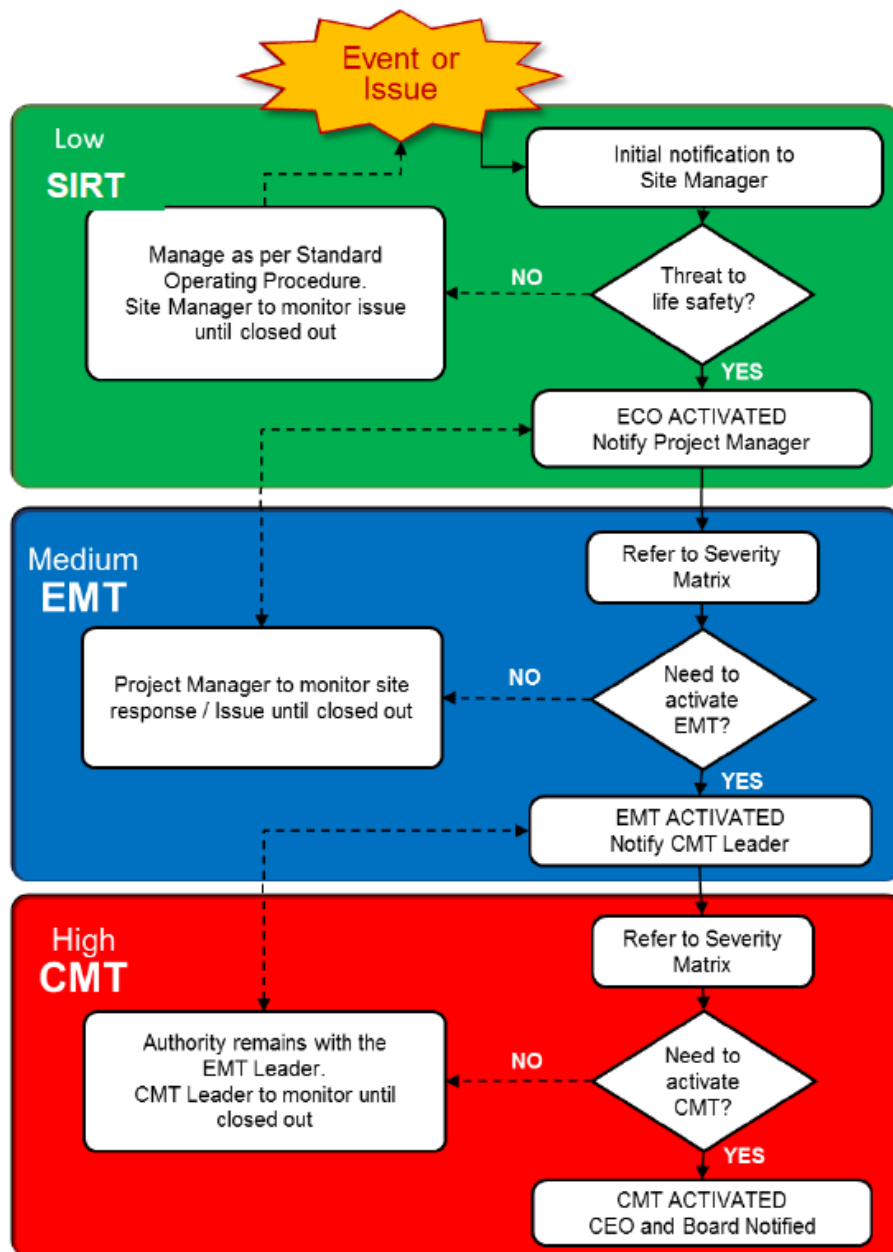 Event or
Issue
Low
SIRT
Initial notification to
Site Manager
Threat to
life safety?
NO
Manage as per Standard
Operating Procedure.
Site Manager to monitor issue
until closed out
YES
ECO ACTIVATED
Notify Project Manager
Medium
EMT
Refer to Severity
Matrix
Need to
activate
EMT?
NO
Project Manager to monitor site
response / Issue until closed out
YES
EMT ACTIVATED
Notify CMT Leader
High
CMT
Refer to Severity
Matrix
Need to
activate
CMT?
NO
Authority remains with the
EMT Leader.
CMT Leader to monitor until
closed out
YES
CMT ACTIVATED
CEO and Board Notified